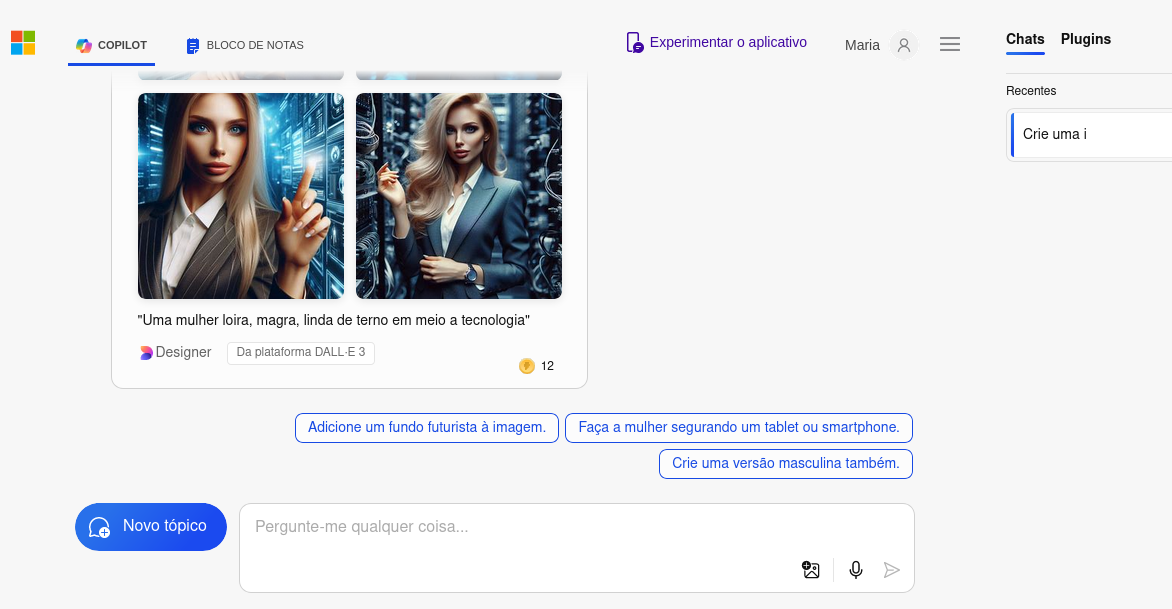 COPILOT
BLOCO DE NOTAS
Experimentar o aplicativo
Maria
Chats Plugins
Recentes
Crie uma i
"Uma mulher loira, magra, linda de terno em meio a tecnologia"
Designer
Da plataforma DALL·E 3
12
Adicione um fundo futurista à imagem.
Faça a mulher segurando um tablet ou smartphone.
Crie uma versão masculina também.
Novo tópico
Pergunte-me qualquer coisa...